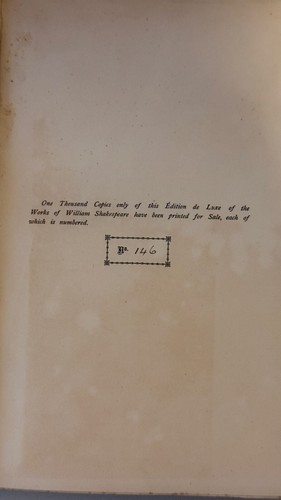 One Thousand Copies only of this Édition de Luxe of the
Works of William Shakespeare have been printed for Sale, each of
which is numbered.
No. 146